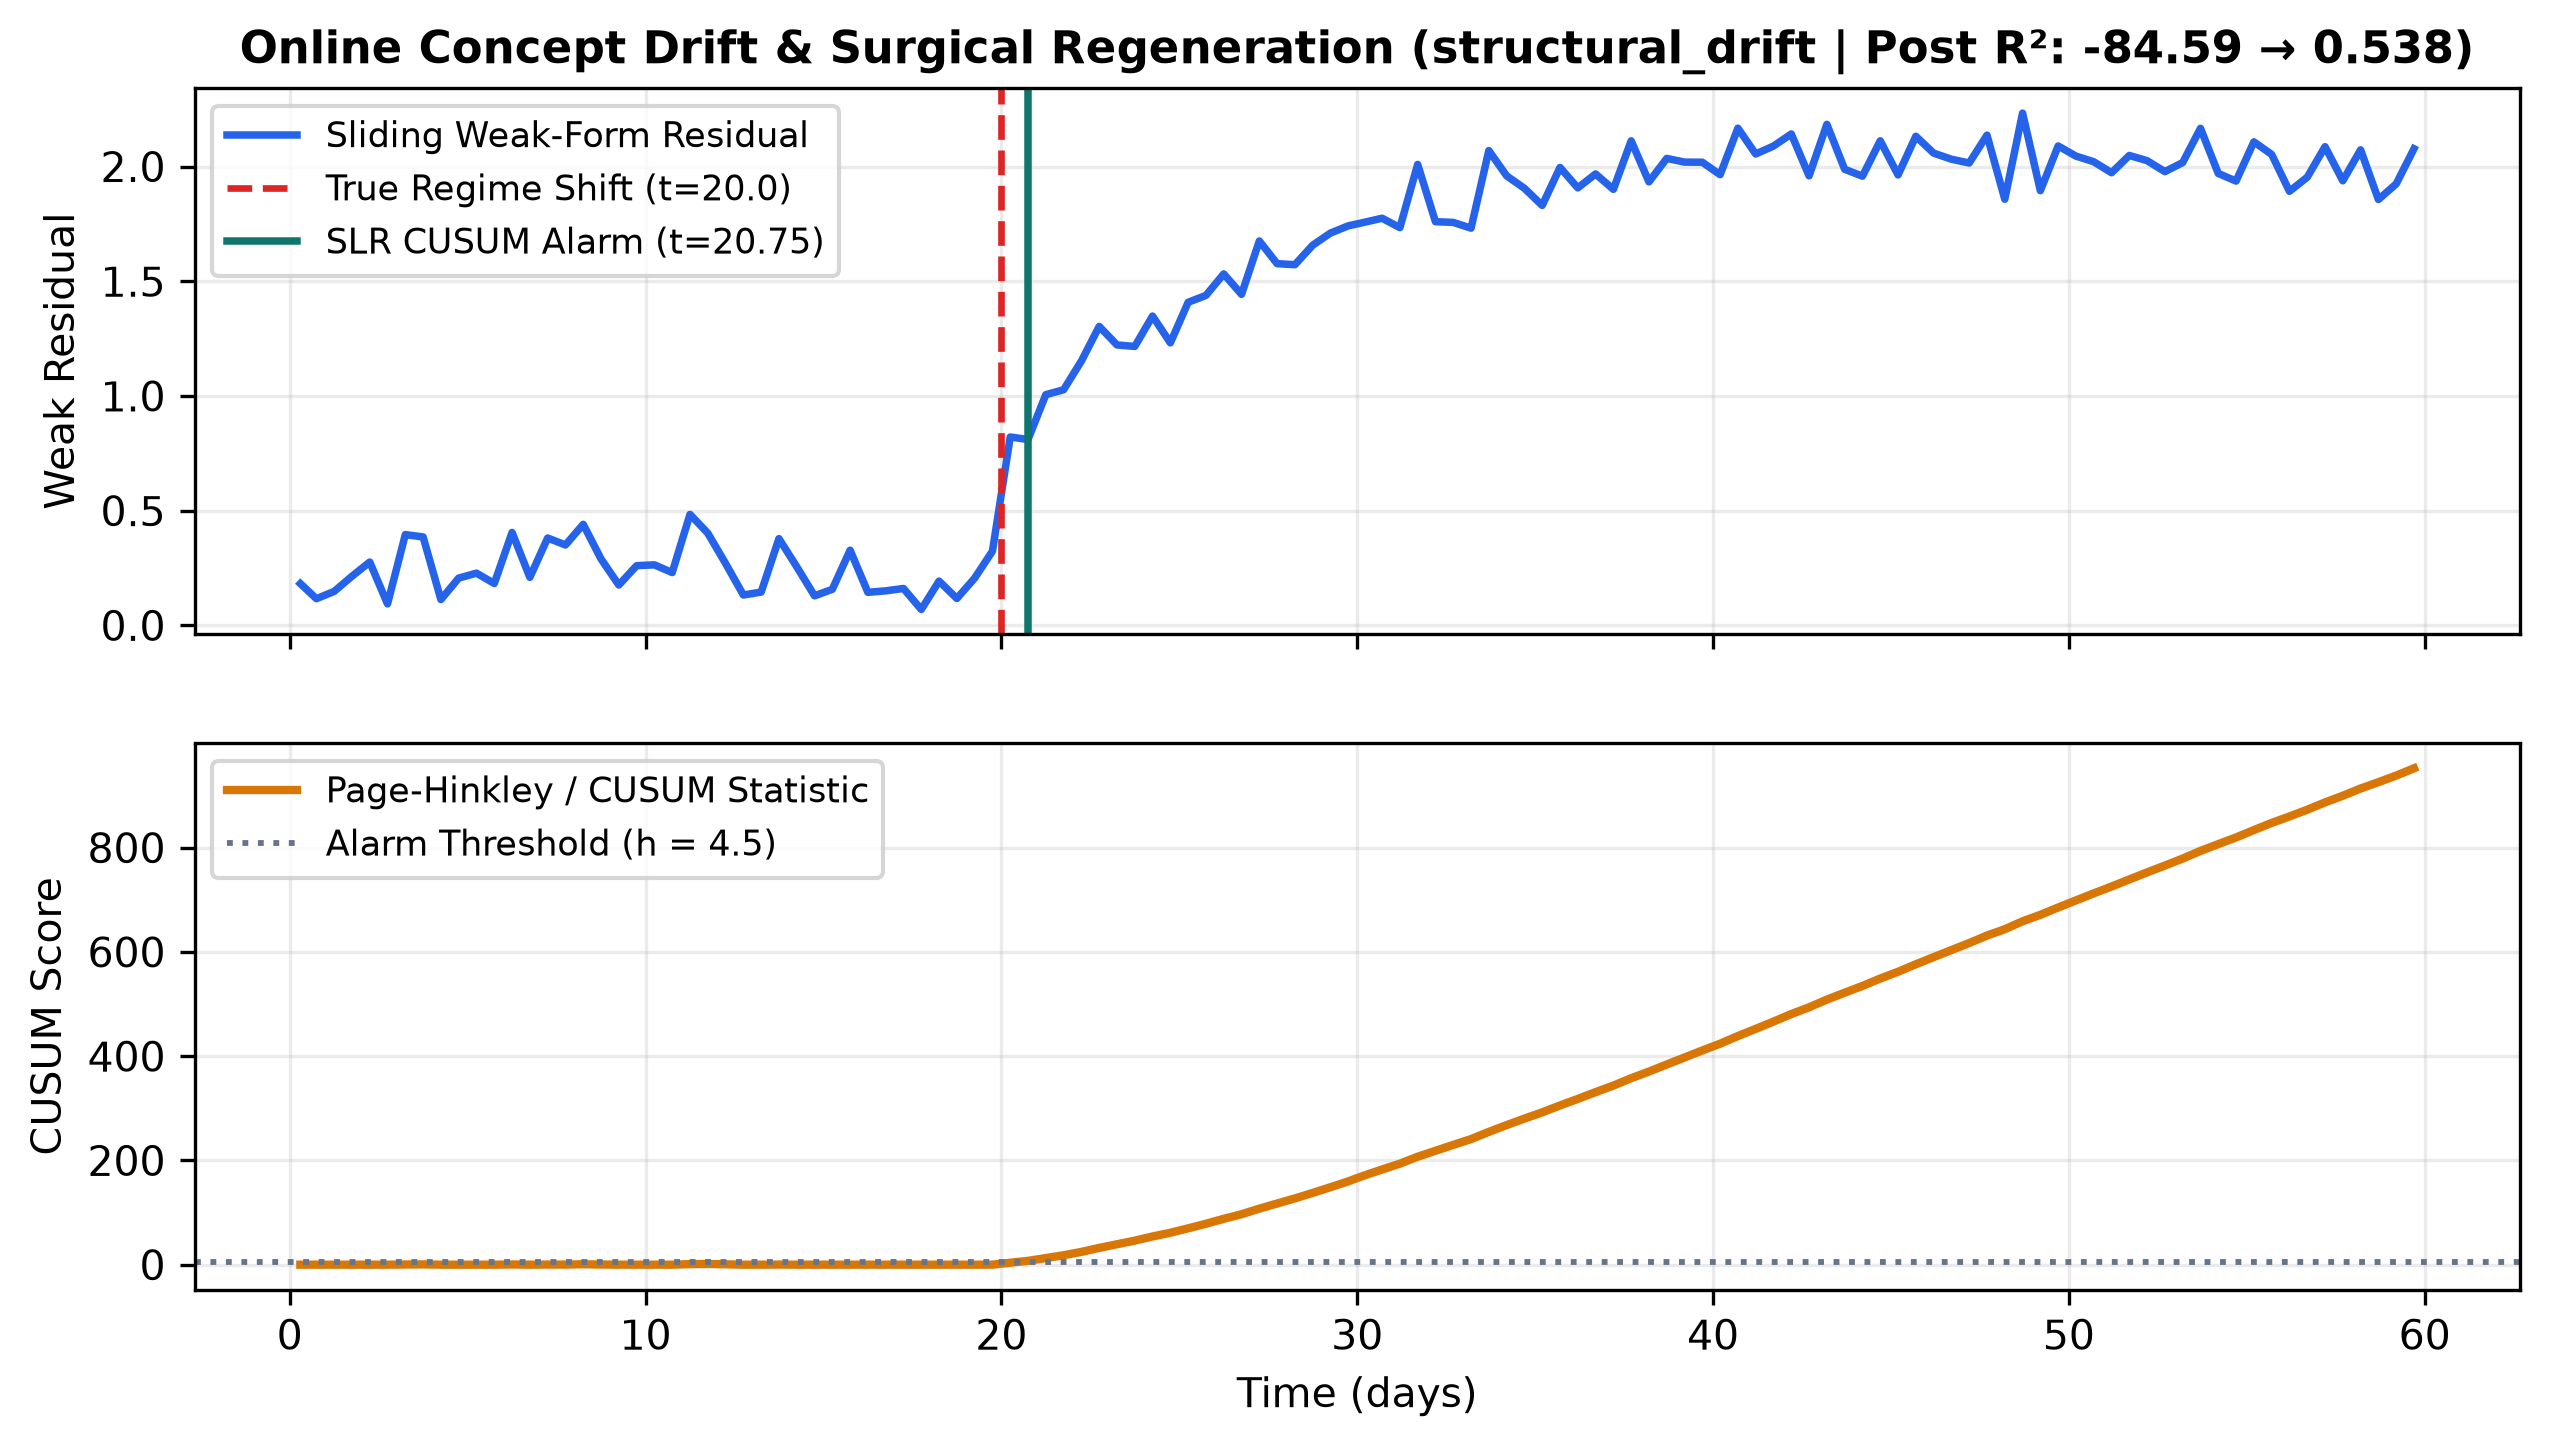 Online Concept Drift & Surgical Regeneration (structural_drift | Post R²: -84.59 → 0.538)
Sliding Weak-Form Residual
True Regime Shift (t=20.0)
SLR CUSUM Alarm (t=20.75)
Weak Residual
2.0
1.5
1.0
0.5
0.0
Page-Hinkley / CUSUM Statistic
Alarm Threshold (h = 4.5)
CUSUM Score
800
600
400
200
0
0 10 20 30 40 50 60
Time (days)